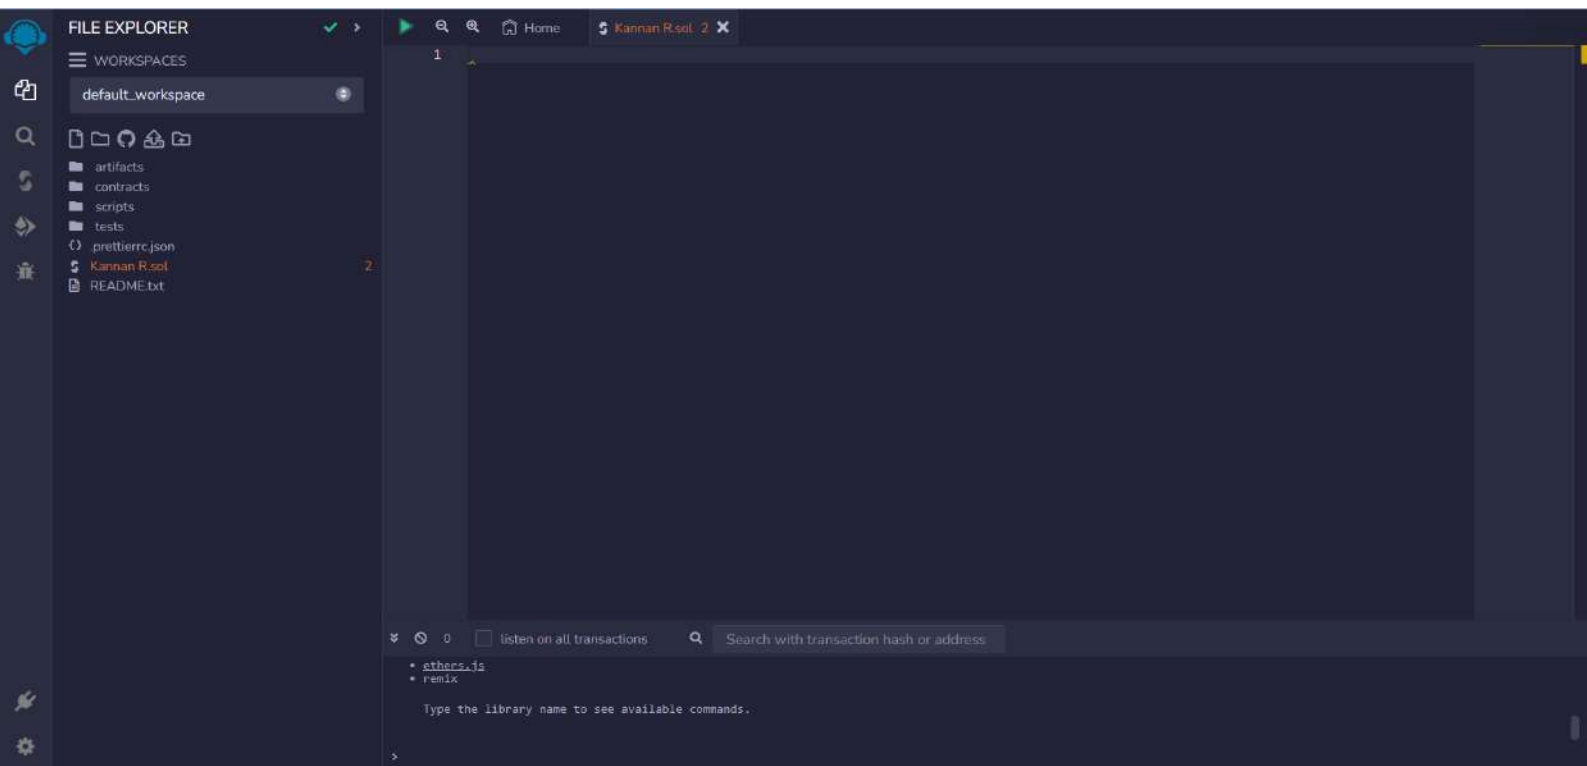 FILE EXPLORER
WORKSPACES
default_workspace
artifacts
contracts
scripts
tests
.prettierrc.json
Kannan R.sol 2
README.txt
Home
Kannan R.sol 2
1
0 listen on all transactions
Search with transaction hash or address
• ethers.js
• remix
Type the library name to see available commands.
>